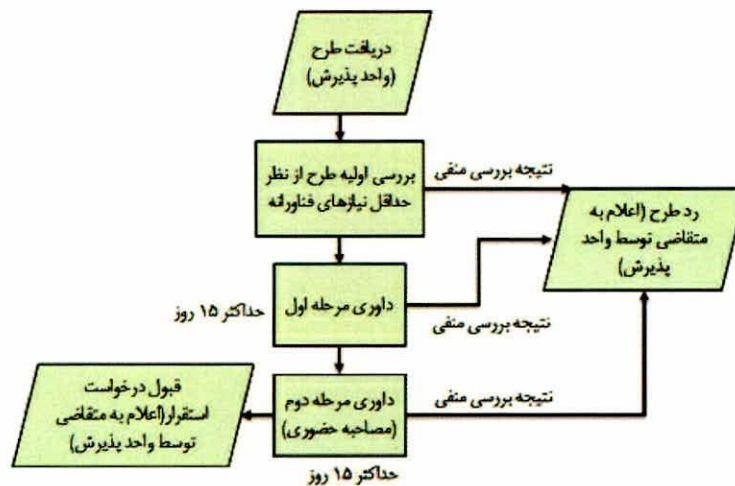 دریافت طرح
(واحد پذیرش)
بررسی اولیه طرح از نظر
حداقل نیازهای فناورانه
نتیجه بررسی منفی
رد طرح (اعلام به
متقاضی توسط واحد
پذیرش)
داوری مرحله اول
حداکثر ۱۵ روز
نتیجه بررسی منفی
داوری مرحله دوم
(مصاحبه حضوری)
نتیجه بررسی منفی
قبول درخواست
استقرار(اعلام به متقاضی
توسط واحد پذیرش)
حداکثر ۱۵ روز